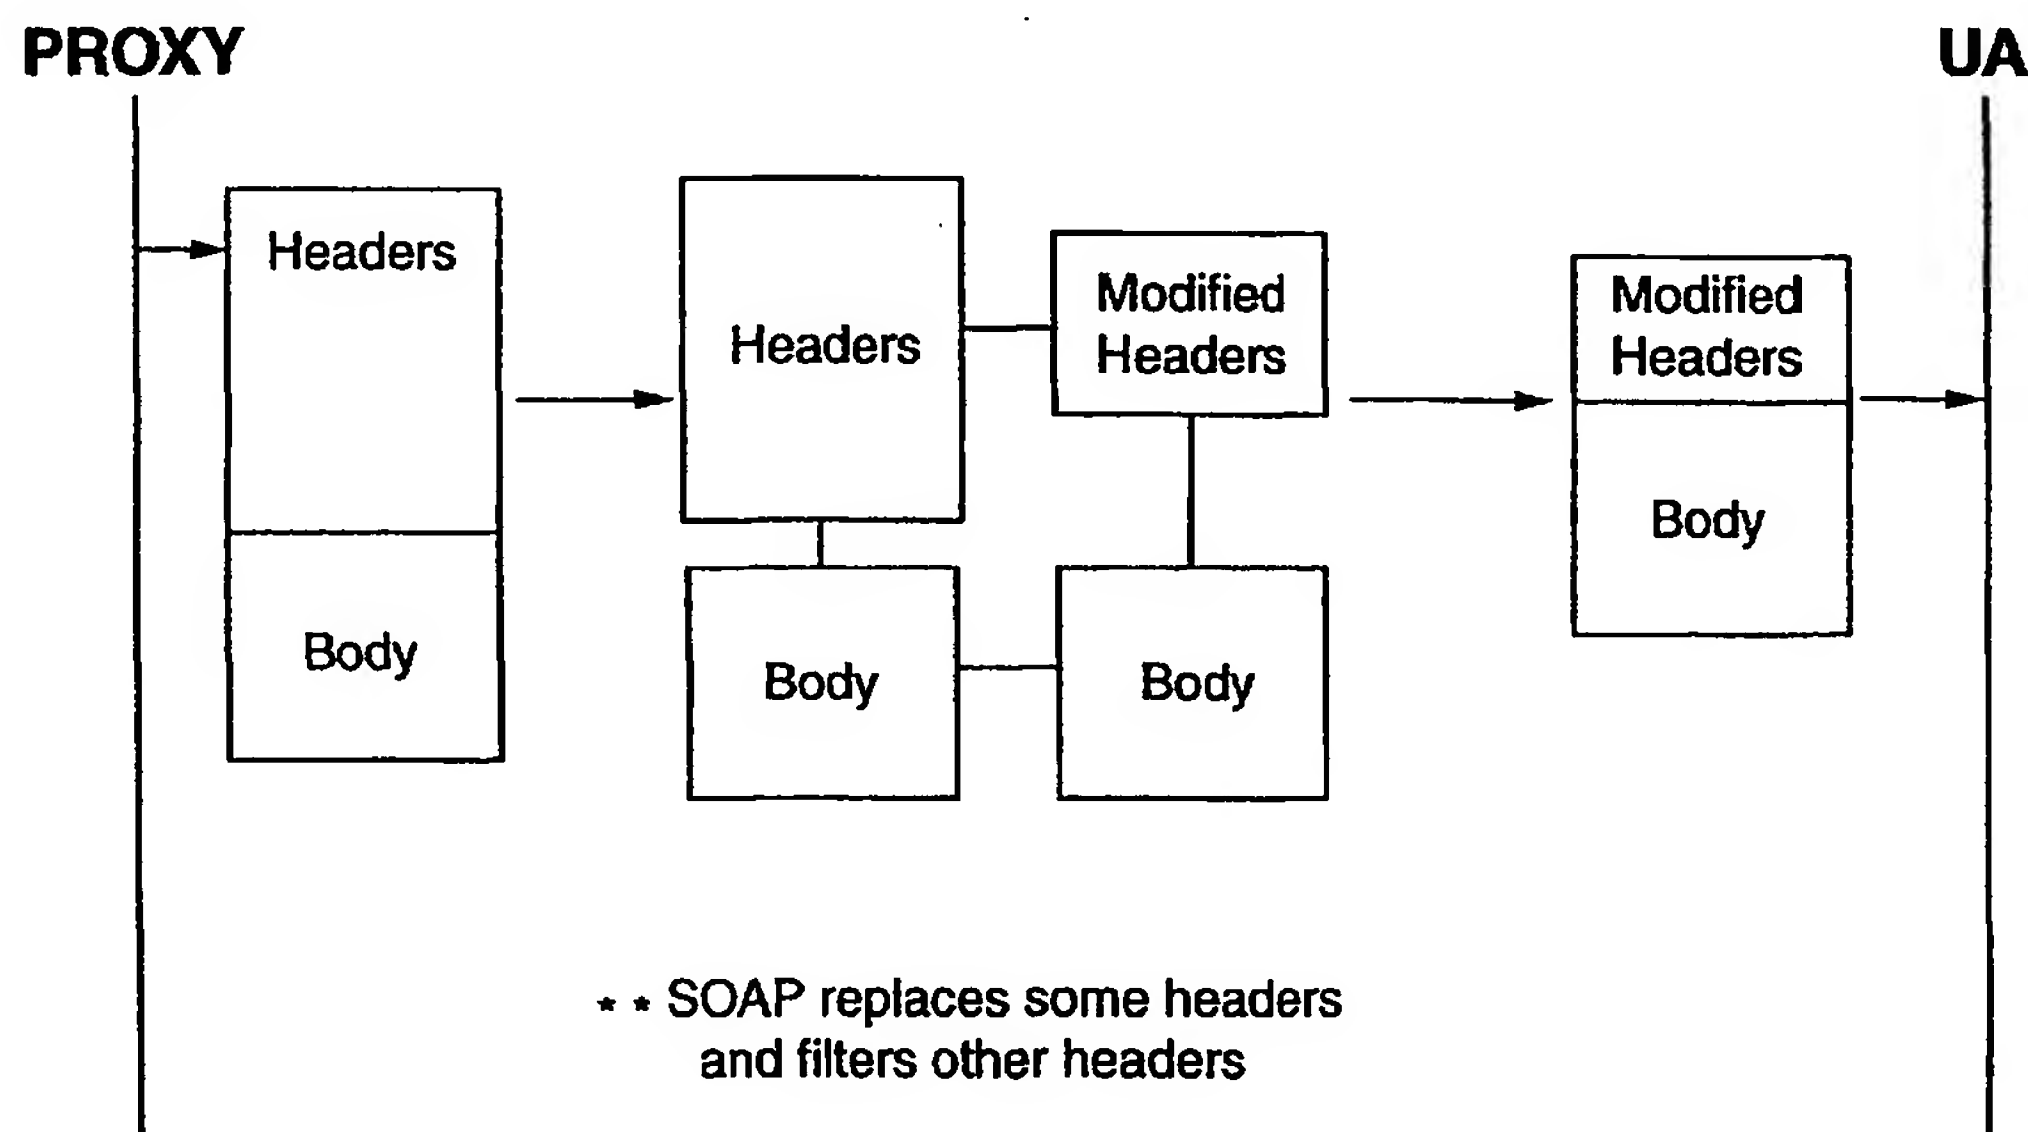 PROXY
UA
Headers
Body
Headers
Body
Modified
Headers
Body
Modified
Headers
Body
* * SOAP replaces some headers
and filters other headers